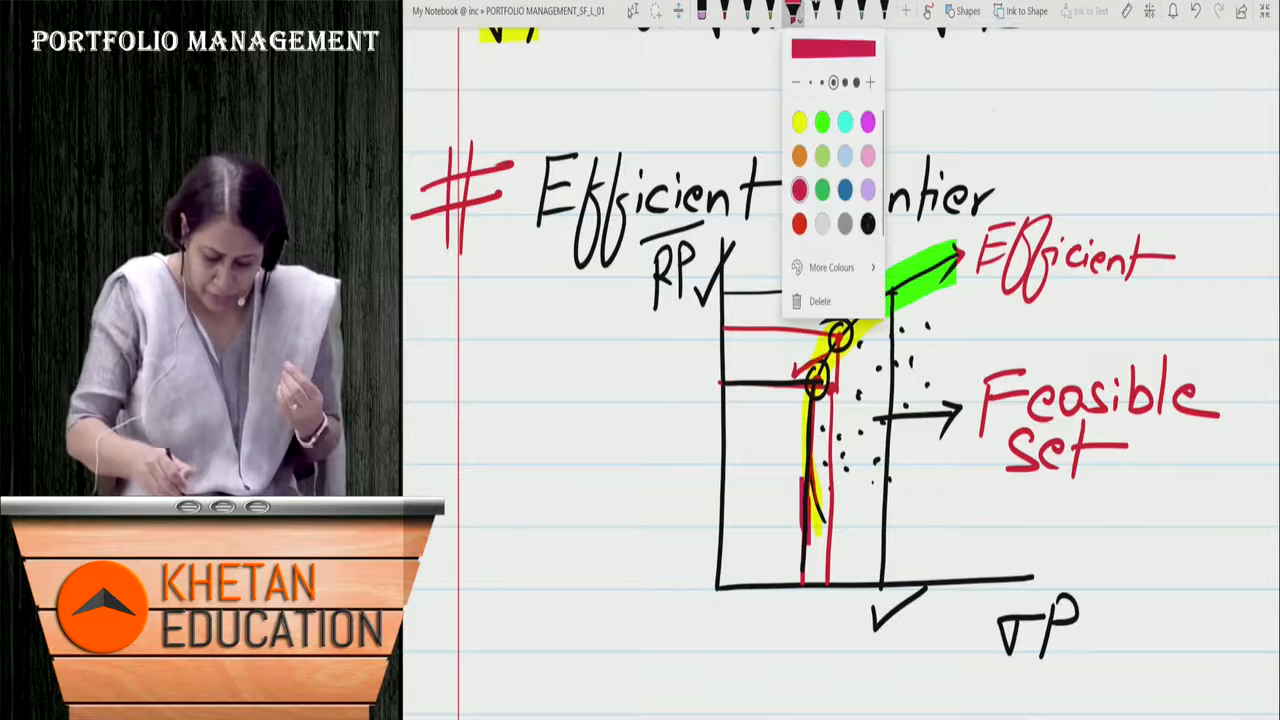 PORTFOLIO MANAGEMENT
My Notebook @ inc » PORTFOLIO MANAGEMENT_SF_L_01
Shapes
Ink to Shape
Ink to Text
More Colours
Delete
# Efficient ntier
RP
Efficient
Feasible
set
σP
KHETAN
EDUCATION